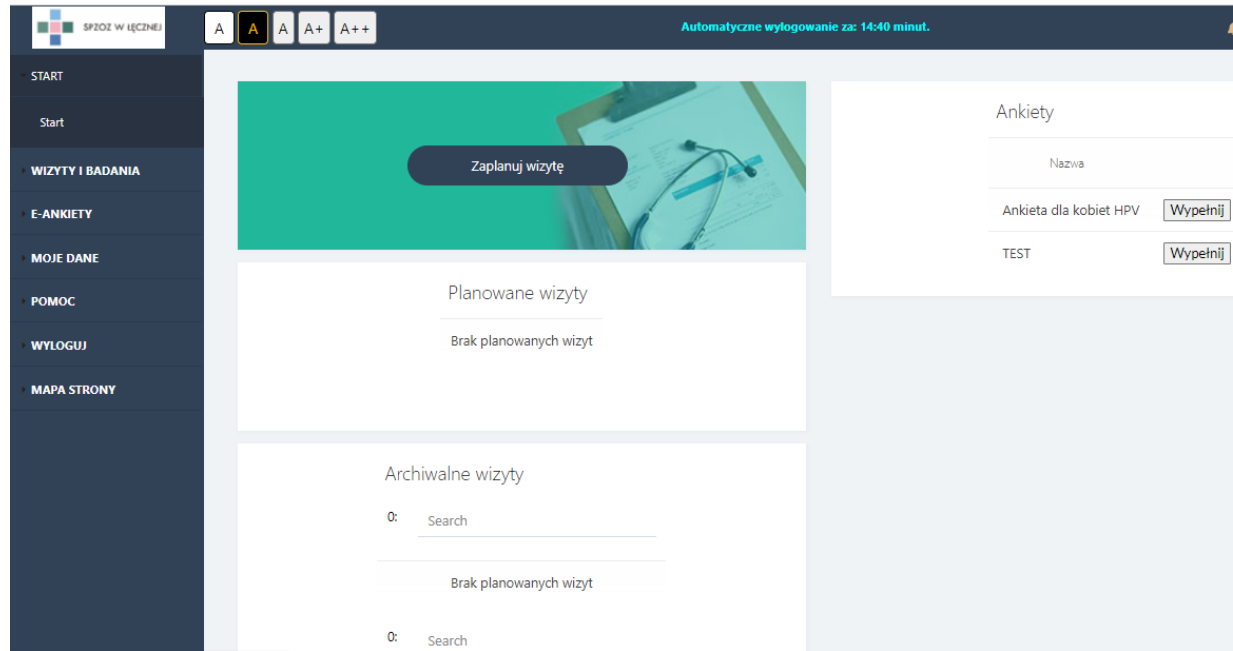 SPZOZ W ŁĘCZNEJ
A A A A+ A++
Automatyczne wylogowanie za: 14:40 minut.
START
Start
WIZYTY I BADANIA
E-ANKIETY
MOJE DANE
POMOC
WYLOGUJ
MAPA STRONY
Zaplanuj wizytę
Planowane wizyty
Brak planowanych wizyt
Archiwalne wizyty
0: Search
Brak planowanych wizyt
0: Search
Ankiety
Nazwa
Ankieta dla kobiet HPV Wypełnij
TEST Wypełnij